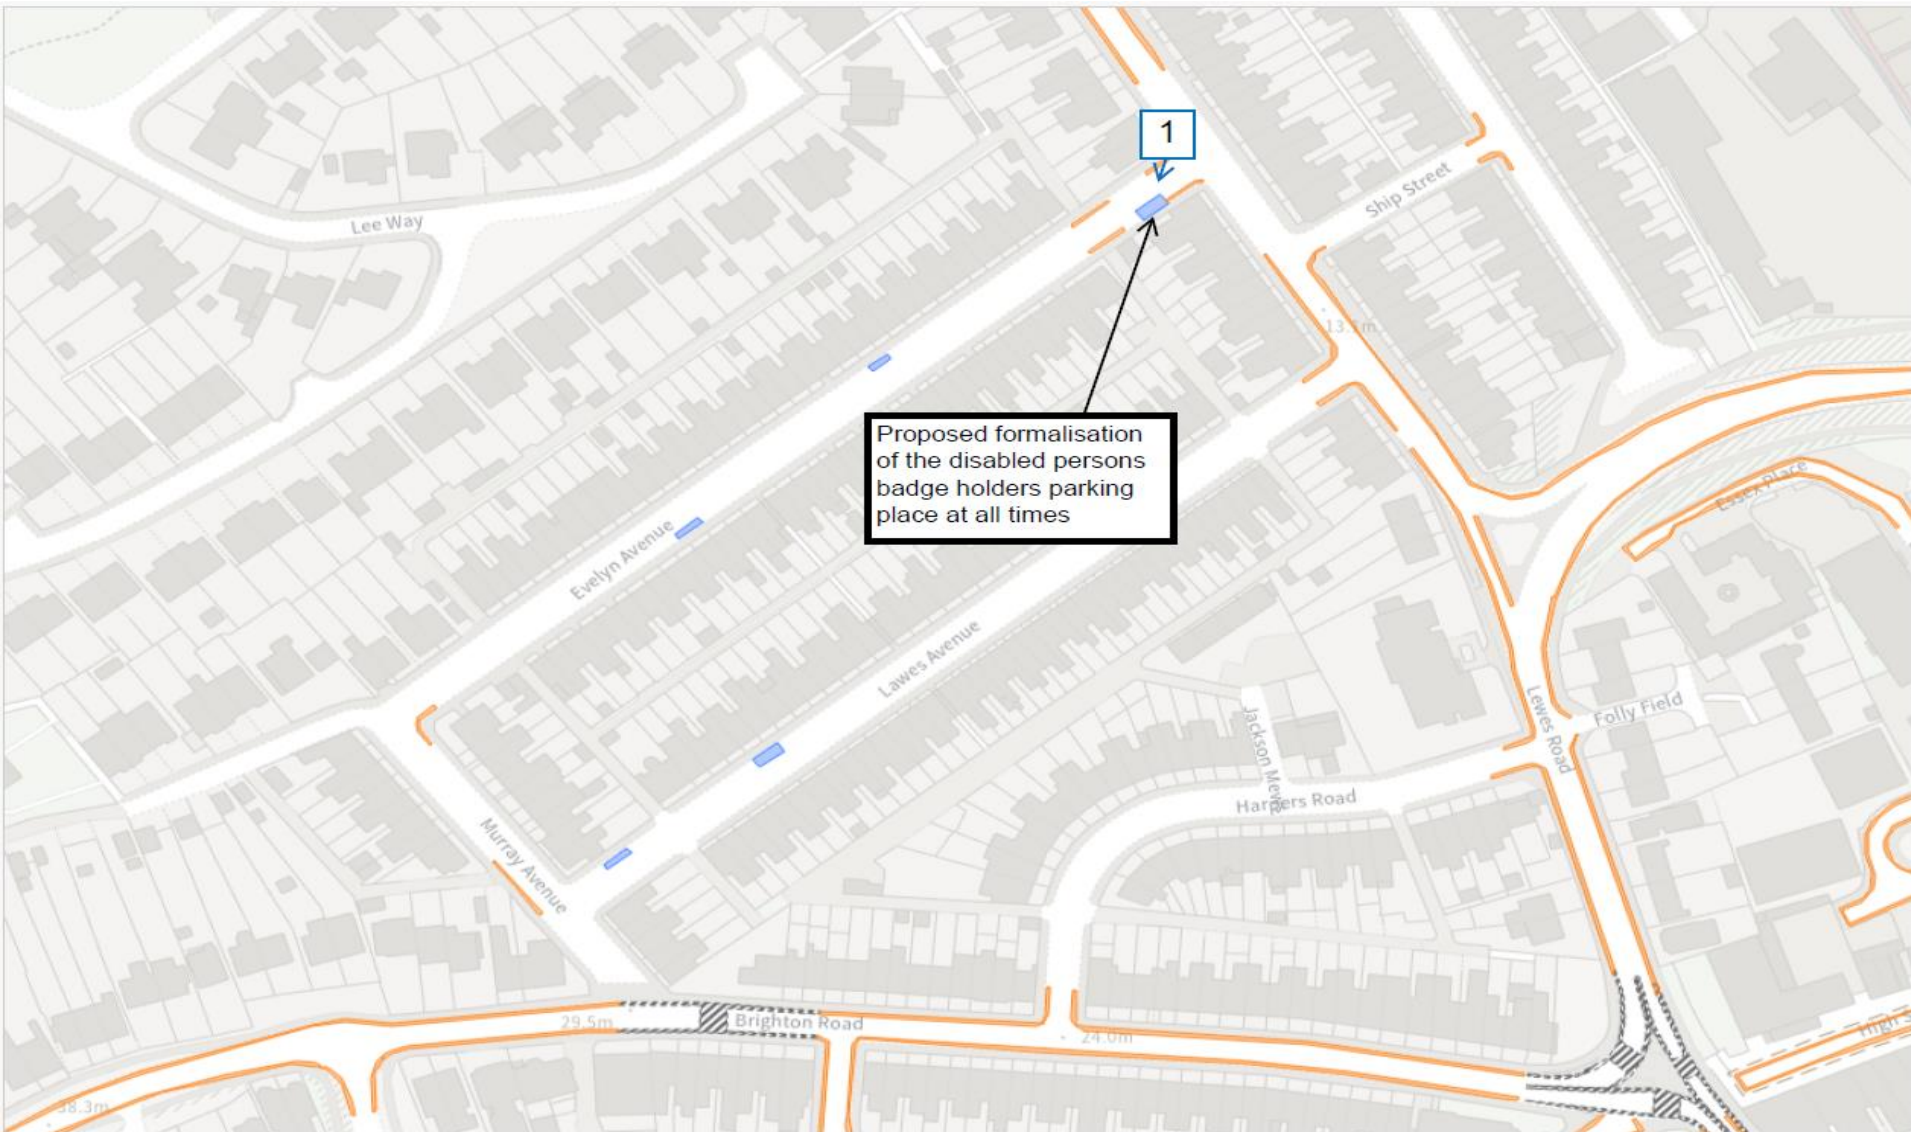 1
Ship Street
Lee Way
13.1m
Proposed formalisation
of the disabled persons
badge holders parking
place at all times
Essex Place
Evelyn Avenue
Lawes Avenue
Lewes Road
Folly Field
Jackson Mews
Harpers Road
Murray Avenue
29.5m
Brighton Road
24.0m
High S
38.3m